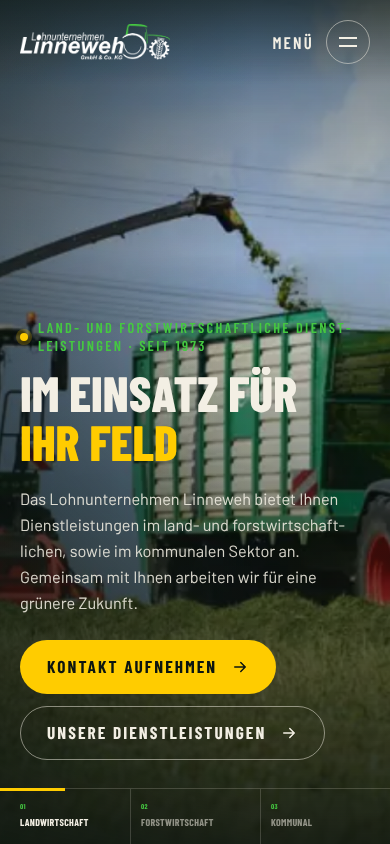 Lohnunternehmen
Linneweh
GmbH & Co. KG
MENÜ
LAND- UND FORSTWIRTSCHAFTLICHE DIENST-
LEISTUNGEN · SEIT 1973
IM EINSATZ FÜR
IHR FELD
Das Lohnunternehmen Linneweh bietet Ihnen
Dienstleistungen im land- und forstwirtschaft-
lichen, sowie im kommunalen Sektor an.
Gemeinsam mit Ihnen arbeiten wir für eine
grünere Zukunft.
KONTAKT AUFNEHMEN →
UNSERE DIENSTLEISTUNGEN →
01
LANDWIRTSCHAFT
02
FORSTWIRTSCHAFT
03
KOMMUNAL